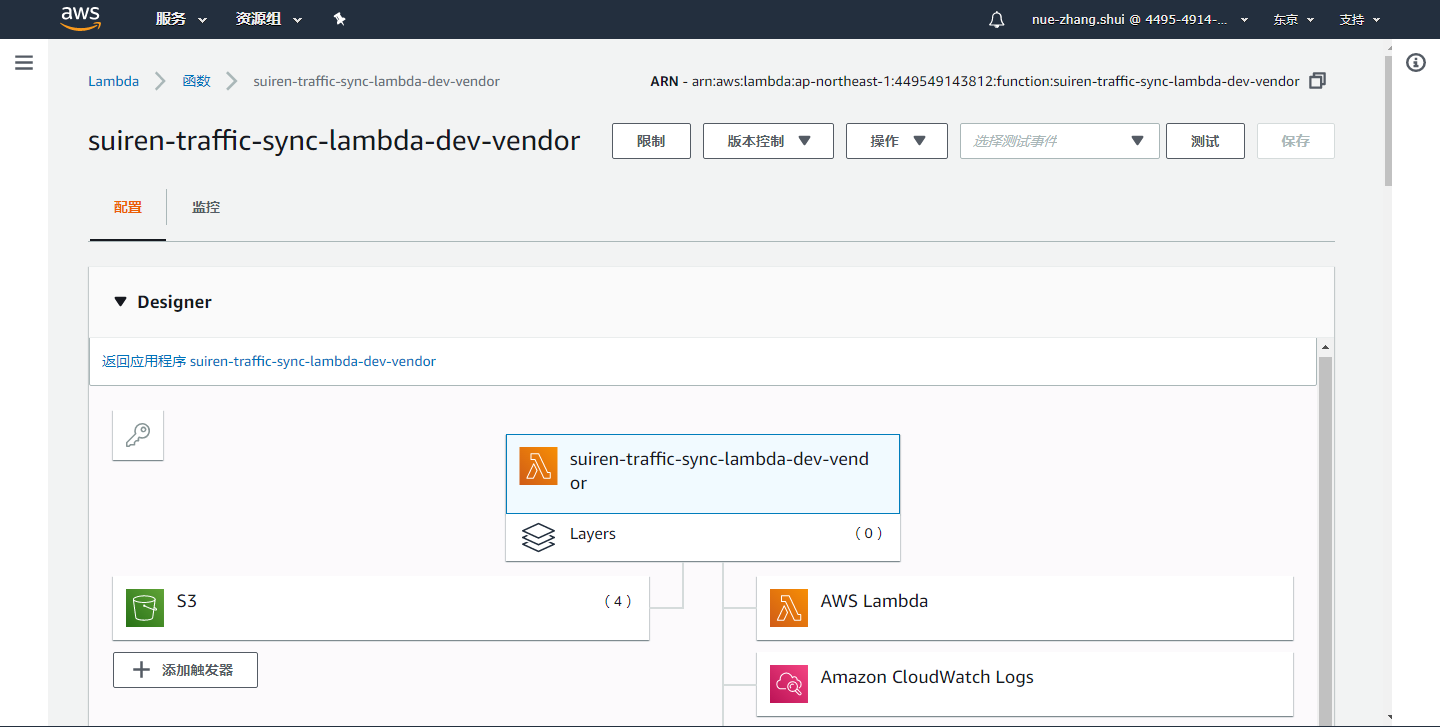 aws 服务 资源组 nue-zhang.shui @ 4495-4914-... 东京 支持
Lambda 函数 suiren-traffic-sync-lambda-dev-vendor ARN - arn:aws:lambda:ap-northeast-1:449549143812:function:suiren-traffic-sync-lambda-dev-vendor
suiren-traffic-sync-lambda-dev-vendor 限制 版本控制 操作 选择测试事件 测试 保存
配置 监控
Designer
返回应用程序 suiren-traffic-sync-lambda-dev-vendor
suiren-traffic-sync-lambda-dev-vend
or
Layers ( 0 )
S3 ( 4 ) AWS Lambda
添加触发器 Amazon CloudWatch Logs